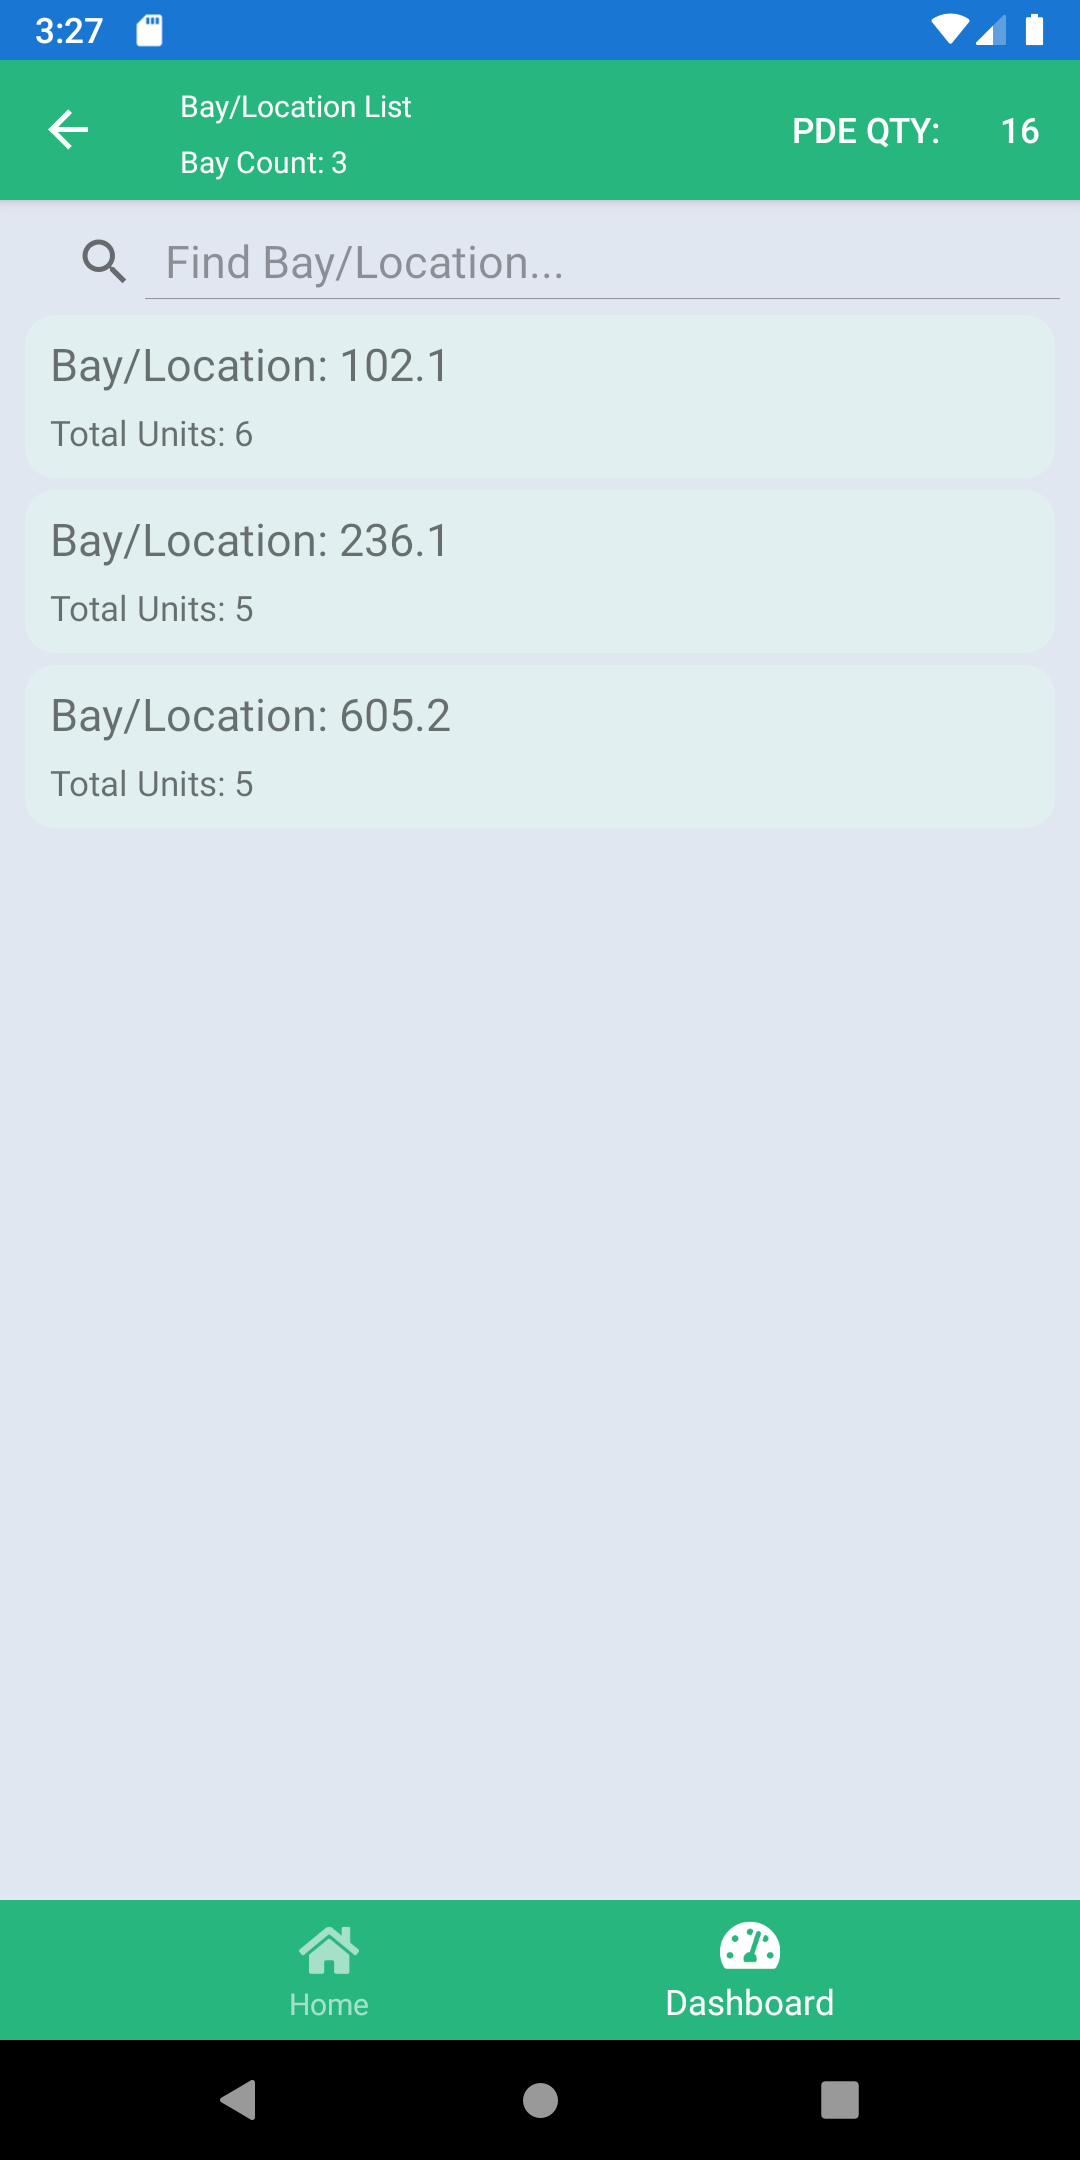 3:27
Bay/Location List
Bay Count: 3
PDE QTY: 16
Find Bay/Location...
Bay/Location: 102.1
Total Units: 6
Bay/Location: 236.1
Total Units: 5
Bay/Location: 605.2
Total Units: 5
Home
Dashboard